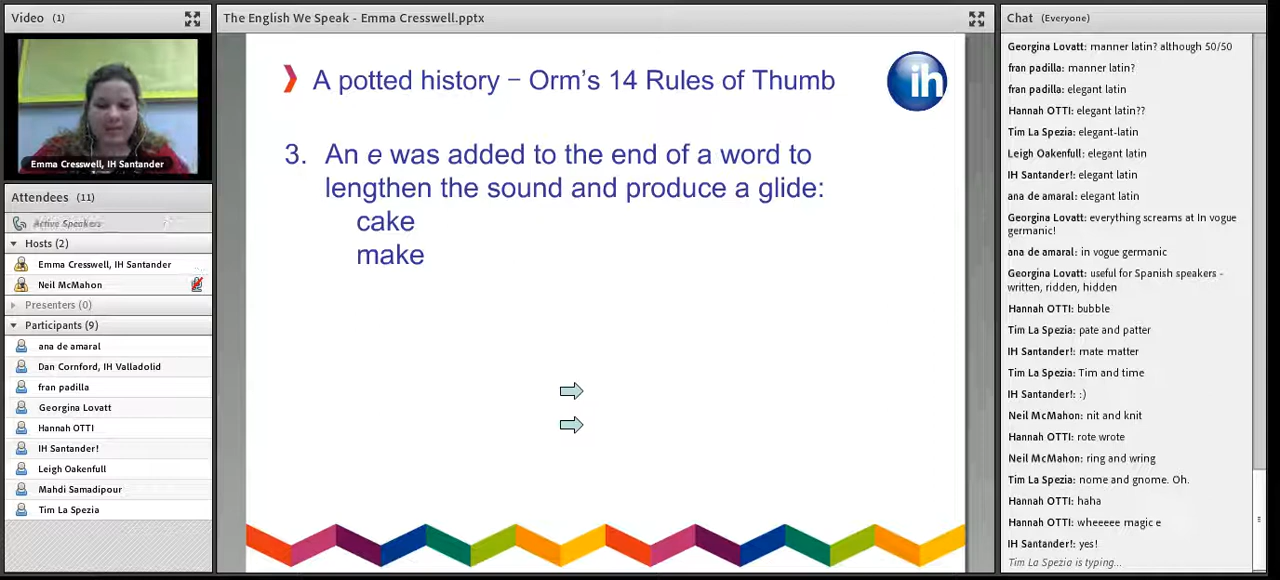 Video (1)
Emma Cresswell, IH Santander
Attendees (11)
Active Speakers
Hosts (2)
Emma Cresswell, IH Santander
Neil McMahon
Presenters (0)
Participants (9)
ana de amaral
Dan Cornford, IH Valladolid
fran padilla
Georgina Lovatt
Hannah OTTI
IH Santander!
Leigh Oakenfull
Mahdi Samadipour
Tim La Spezia
The English We Speak - Emma Cresswell.pptx
A potted history – Orm's 14 Rules of Thumb
ih
3. An e was added to the end of a word to
lengthen the sound and produce a glide:
cake
make
Chat (Everyone)
Georgina Lovatt: manner latin? although 50/50
fran padilla: manner latin?
fran padilla: elegant latin
Hannah OTTI: elegant latin??
Tim La Spezia: elegant-latin
Leigh Oakenfull: elegant latin
IH Santander!: elegant latin
ana de amaral: elegant latin
Georgina Lovatt: everything screams at In vogue
germanic!
ana de amaral: in vogue germanic
Georgina Lovatt: useful for Spanish speakers -
written, ridden, hidden
Hannah OTTI: bubble
Tim La Spezia: pate and patter
IH Santander!: mate matter
Tim La Spezia: Tim and time
IH Santander!: :)
Neil McMahon: nit and knit
Hannah OTTI: rote wrote
Neil McMahon: ring and wring
Tim La Spezia: nome and gnome. Oh.
Hannah OTTI: haha
Hannah OTTI: wheeeee magic e
IH Santander!: yes!
Tim La Spezia is typing...